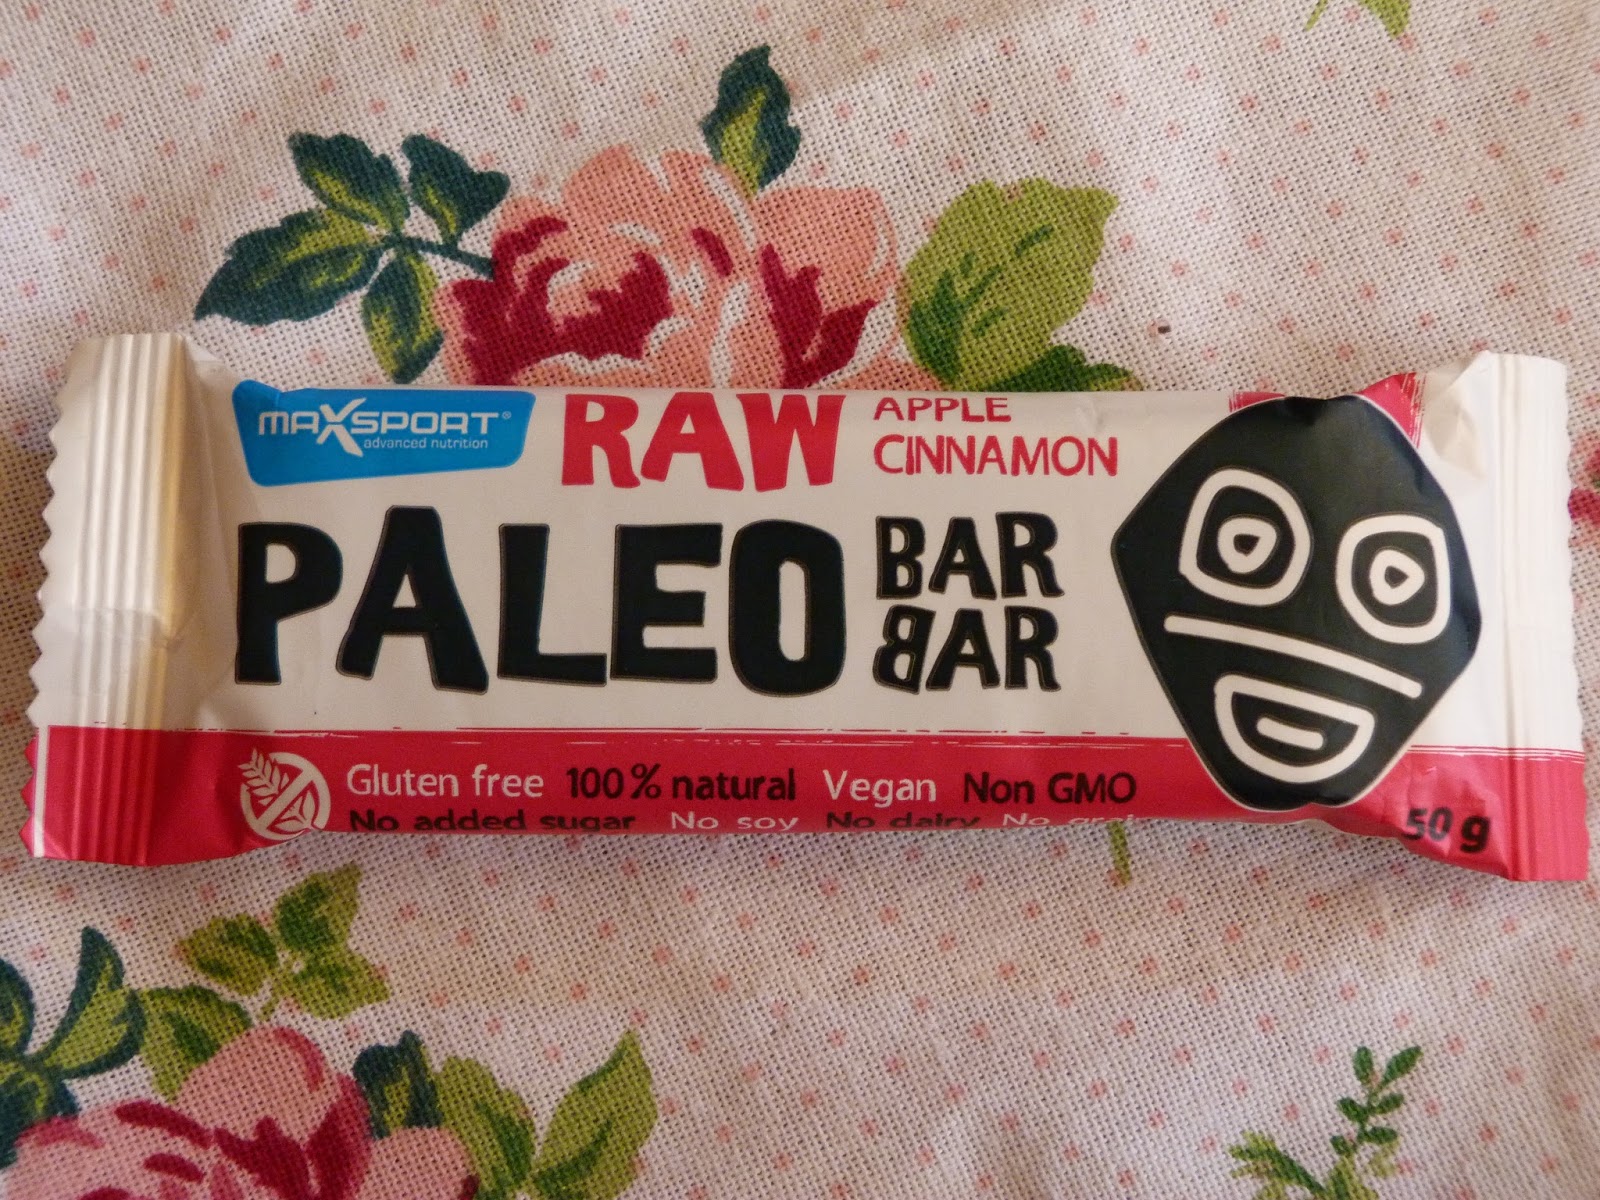 MAXSPORT®
advanced nutrition
RAW
APPLE
CINNAMON
PALEO
BAR
BAR
Gluten free 100% natural Vegan Non GMO
No added sugar No soy No dairy No
50 g